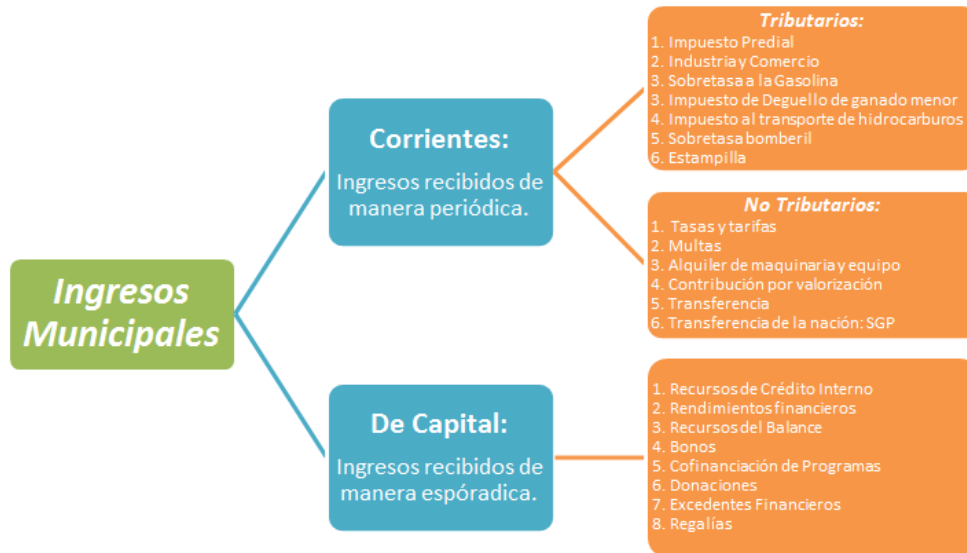 Ingresos
Municipales
Corrientes:
Ingresos recibidos de
manera periódica.
Tributarios:
1. Impuesto Predial
2. Industria y Comercio
3. Sobretasa a la Gasolina
3. Impuesto de Deguello de ganado menor
4. Impuesto al transporte de hidrocarburos
5. Sobretasa bomberil
6. Estampilla
No Tributarios:
1. Tasas y tarifas
2. Multas
3. Alquiler de maquinaria y equipo
4. Contribución por valorización
5. Transferencia
6. Transferencia de la nación: SGP
De Capital:
Ingresos recibidos de
manera espóradica.
1. Recursos de Crédito Interno
2. Rendimientos financieros
3. Recursos del Balance
4. Bonos
5. Cofinanciación de Programas
6. Donaciones
7. Excedentes Financieros
8. Regalías